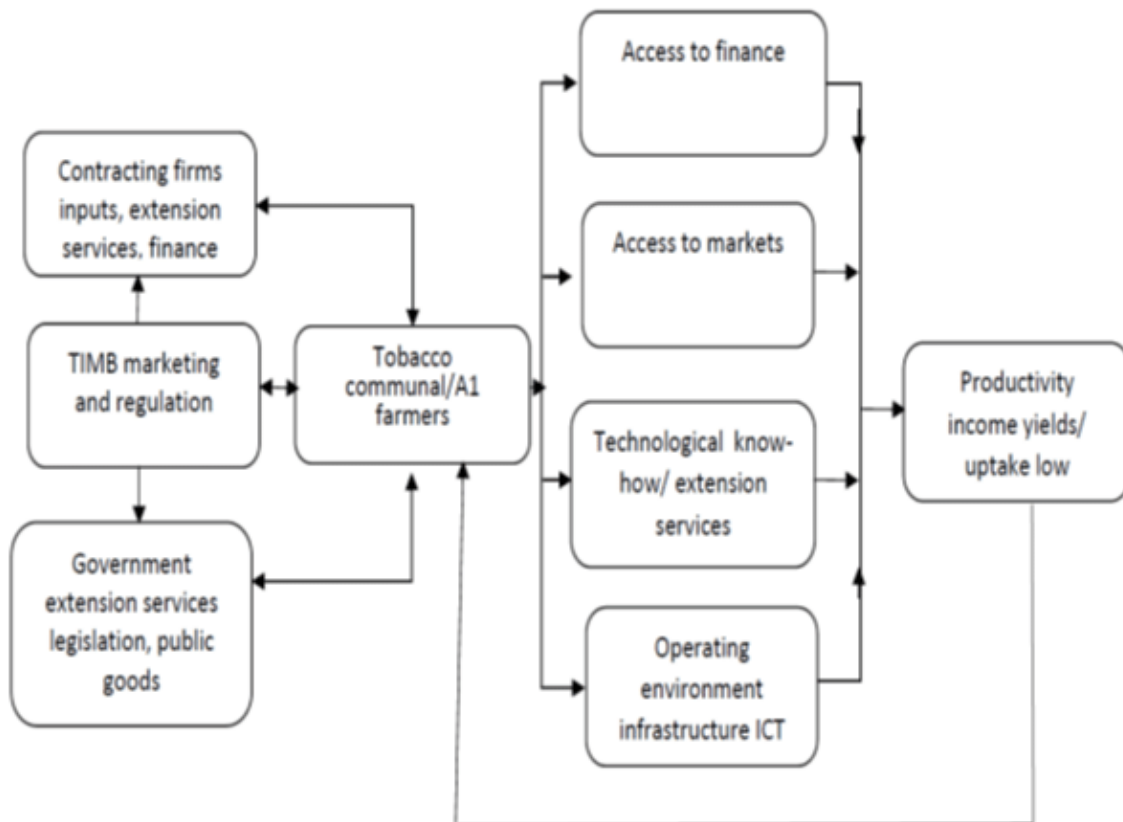 Access to finance
Contracting firms
inputs, extension
services, finance
Access to markets
TIMB marketing
and regulation
Tobacco
communal/A1
farmers
Productivity
income yields/
uptake low
Technological know-
how/ extension
services
Government
extension services
legislation, public
goods
Operating
environment
infrastructure ICT